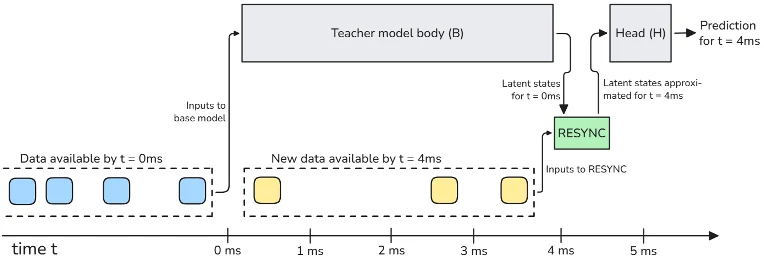 Teacher model body (B)
Head (H)
Prediction
for t = 4ms
Latent states
for t = 0ms
Latent states approxi-
mated for t = 4ms
Inputs to
base model
RESYNC
Data available by t = 0ms
New data available by t = 4ms
Inputs to RESYNC
time t
0 ms
1 ms
2 ms
3 ms
4 ms
5 ms